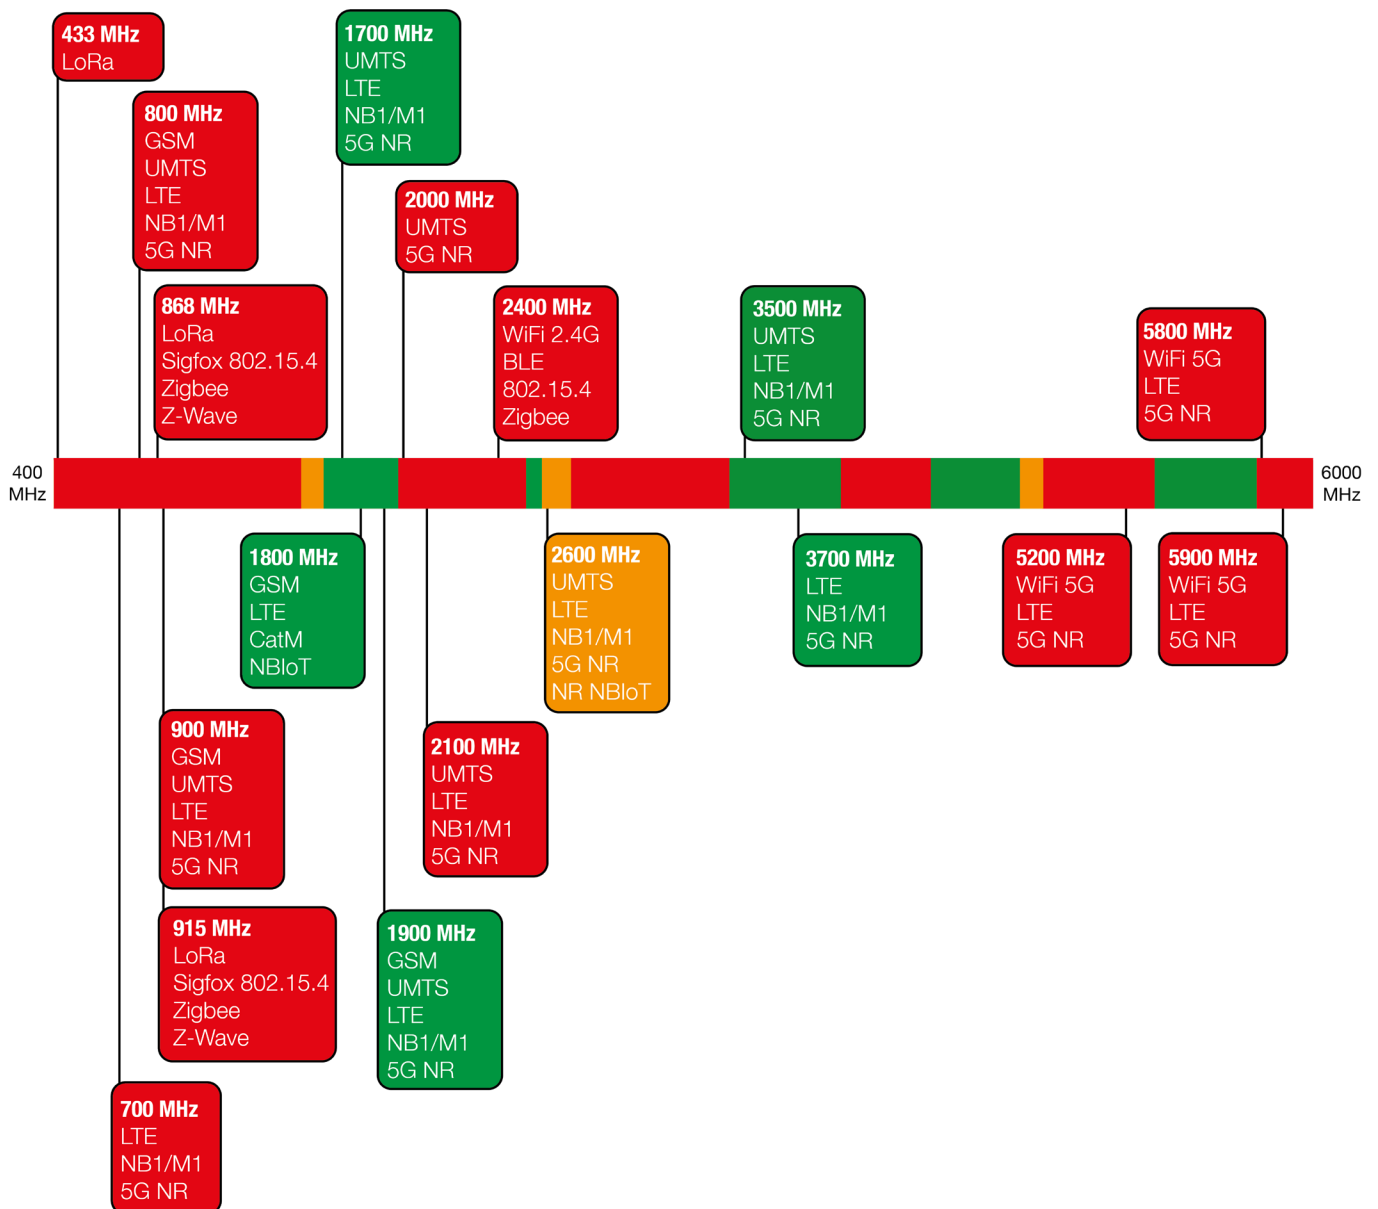 433 MHz
LoRa
1700 MHz
UMTS
LTE
NB1/M1
5G NR
800 MHz
GSM
UMTS
LTE
NB1/M1
5G NR
2000 MHz
UMTS
5G NR
868 MHz
LoRa
Sigfox 802.15.4
Zigbee
Z-Wave
2400 MHz
WiFi 2.4G
BLE
802.15.4
Zigbee
3500 MHz
UMTS
LTE
NB1/M1
5G NR
5800 MHz
WiFi 5G
LTE
5G NR
400
MHz
6000
MHz
1800 MHz
GSM
LTE
CatM
NBIoT
2600 MHz
UMTS
LTE
NB1/M1
5G NR
NR NBIoT
3700 MHz
LTE
NB1/M1
5G NR
5200 MHz
WiFi 5G
LTE
5G NR
5900 MHz
WiFi 5G
LTE
5G NR
900 MHz
GSM
UMTS
LTE
NB1/M1
5G NR
2100 MHz
UMTS
LTE
NB1/M1
5G NR
915 MHz
LoRa
Sigfox 802.15.4
Zigbee
Z-Wave
1900 MHz
GSM
UMTS
LTE
NB1/M1
5G NR
700 MHz
LTE
NB1/M1
5G NR